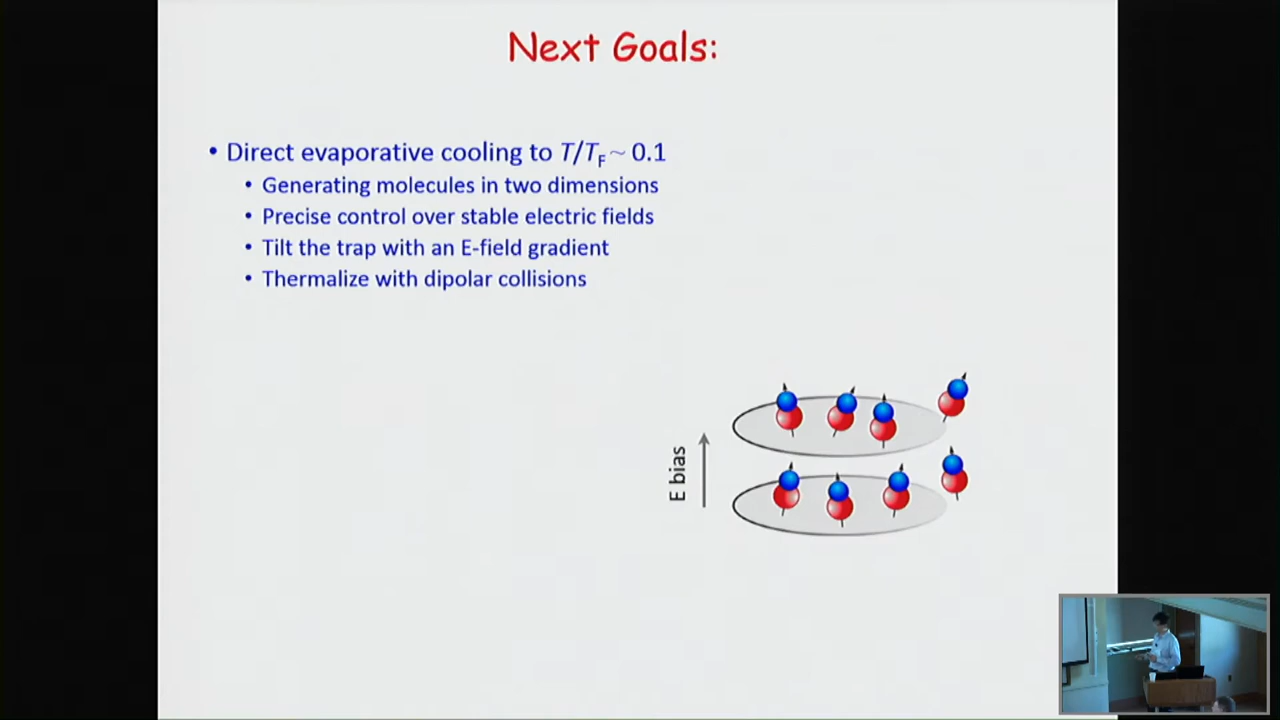 Next Goals:
• Direct evaporative cooling to T/TF ~ 0.1
• Generating molecules in two dimensions
• Precise control over stable electric fields
• Tilt the trap with an E-field gradient
• Thermalize with dipolar collisions
E bias